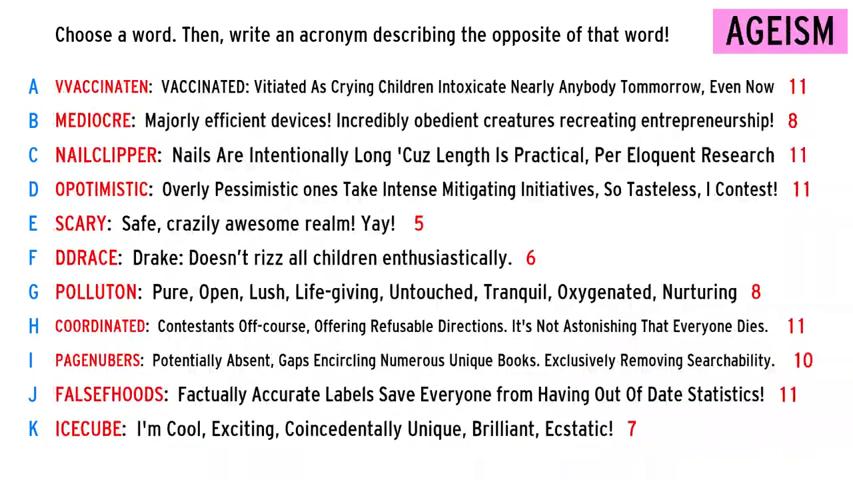 Choose a word. Then, write an acronym describing the opposite of that word!
AGEISM
A VVACCINATEN: VACCINATED: Vitiated As Crying Children Intoxicate Nearly Anybody Tommorrow, Even Now 11
B MEDIOCRE: Majorly efficient devices! Incredibly obedient creatures recreating entrepreneurship! 8
C NAILCLIPPER: Nails Are Intentionally Long 'Cuz Length Is Practical, Per Eloquent Research 11
D OPOTIMISTIC: Overly Pessimistic ones Take Intense Mitigating Initiatives, So Tasteless, I Contest! 11
E SCARY: Safe, crazily awesome realm! Yay! 5
F DDRACE: Drake: Doesn't rizz all children enthusiastically. 6
G POLLUTON: Pure, Open, Lush, Life-giving, Untouched, Tranquil, Oxygenated, Nurturing 8
H COORDINATED: Contestants Off-course, Offering Refusable Directions. It's Not Astonishing That Everyone Dies. 11
I PAGENUBERS: Potentially Absent, Gaps Encircling Numerous Unique Books. Exclusively Removing Searchability. 10
J FALSEFHOODS: Factually Accurate Labels Save Everyone from Having Out Of Date Statistics! 11
K ICECUBE: I'm Cool, Exciting, Coincedentally Unique, Brilliant, Ecstatic! 7